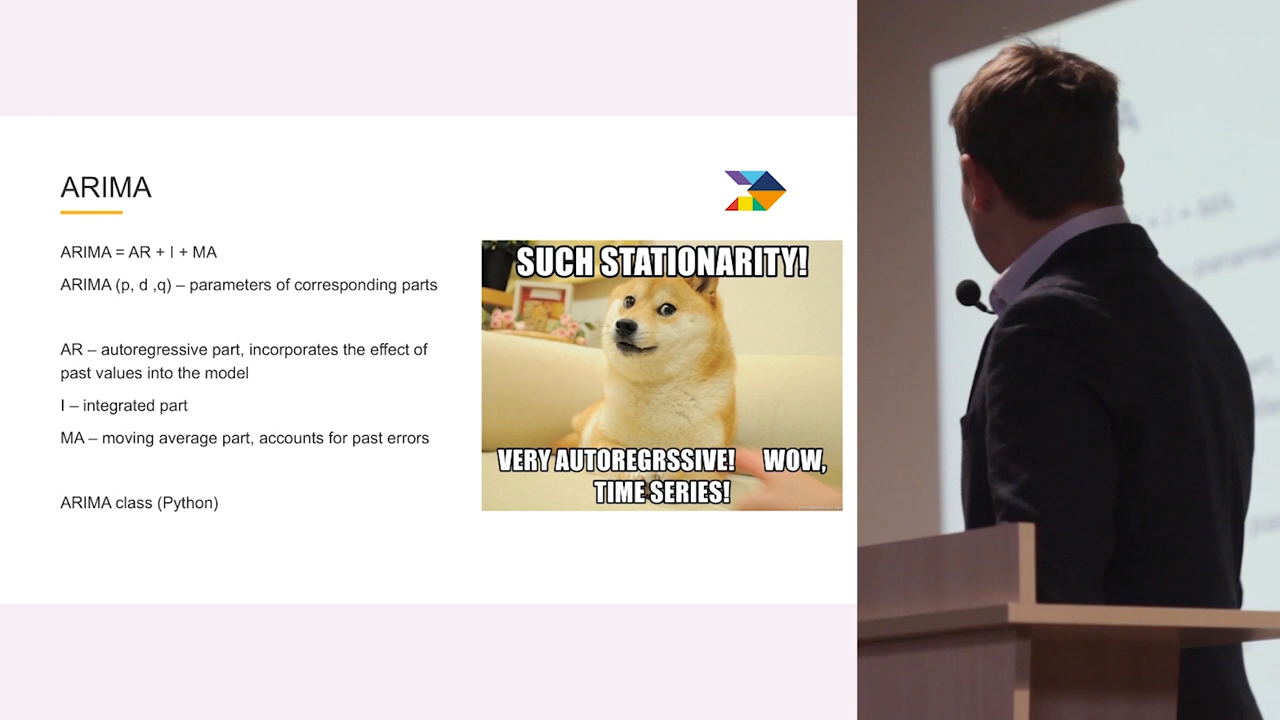 ARIMA
ARIMA = AR + I + MA
ARIMA (p, d ,q) – parameters of corresponding parts
AR – autoregressive part, incorporates the effect of
past values into the model
I – integrated part
MA – moving average part, accounts for past errors
ARIMA class (Python)
SUCH STATIONARITY!
VERY AUTOREGRSSIVE! WOW,
TIME SERIES!